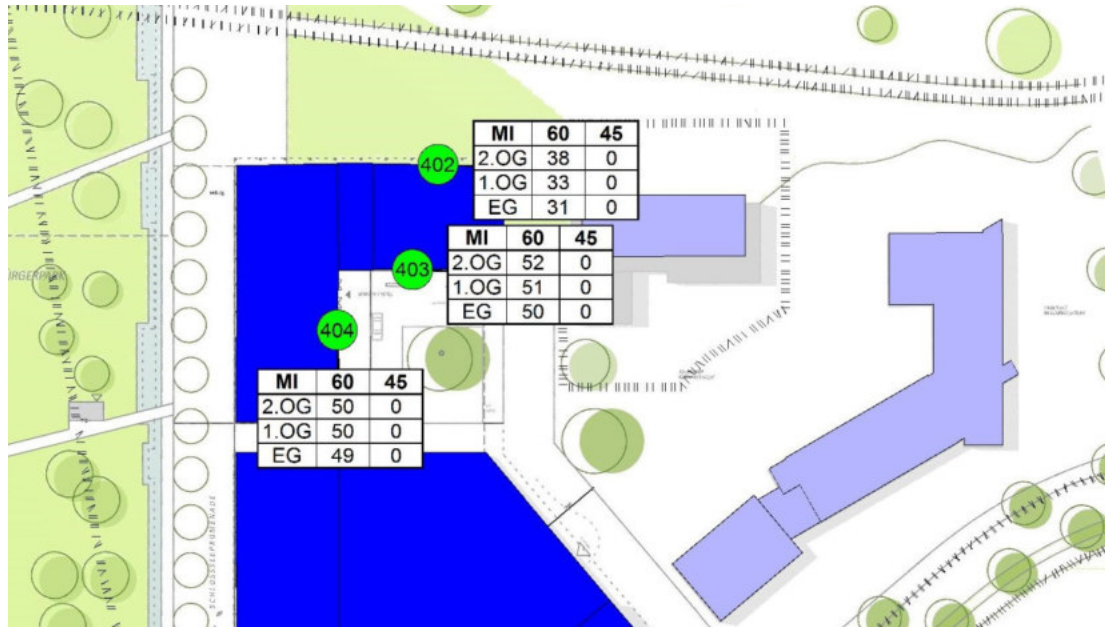 402
MI 60 45
2.OG 38 0
1.OG 33 0
EG 31 0
403
MI 60 45
2.OG 52 0
1.OG 51 0
EG 50 0
404
MI 60 45
2.OG 50 0
1.OG 50 0
EG 49 0
ÜRGERPARK
SCHLOSSSEEPROMENADE